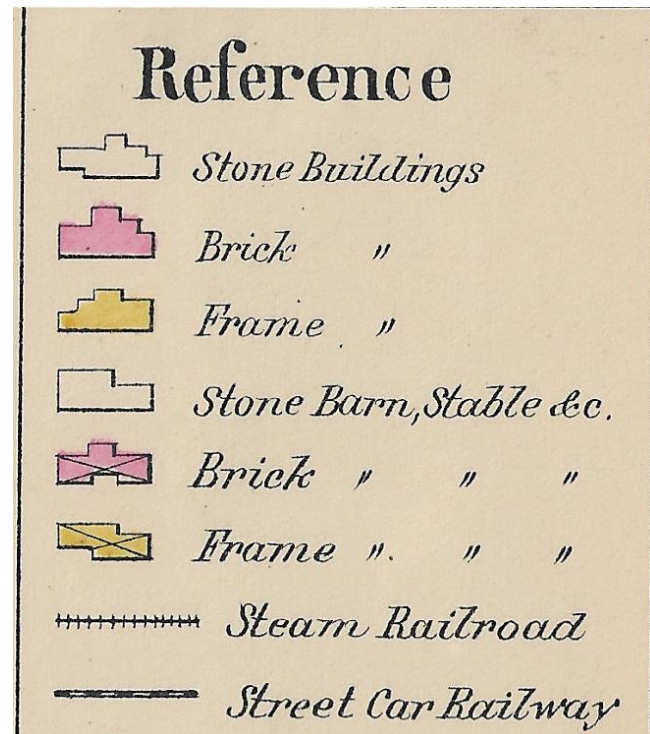 Reference
Stone Buildings
Brick "
Frame "
Stone Barn, Stable &c.
Brick " " "
Frame " " "
Steam Railroad
Street Car Railway